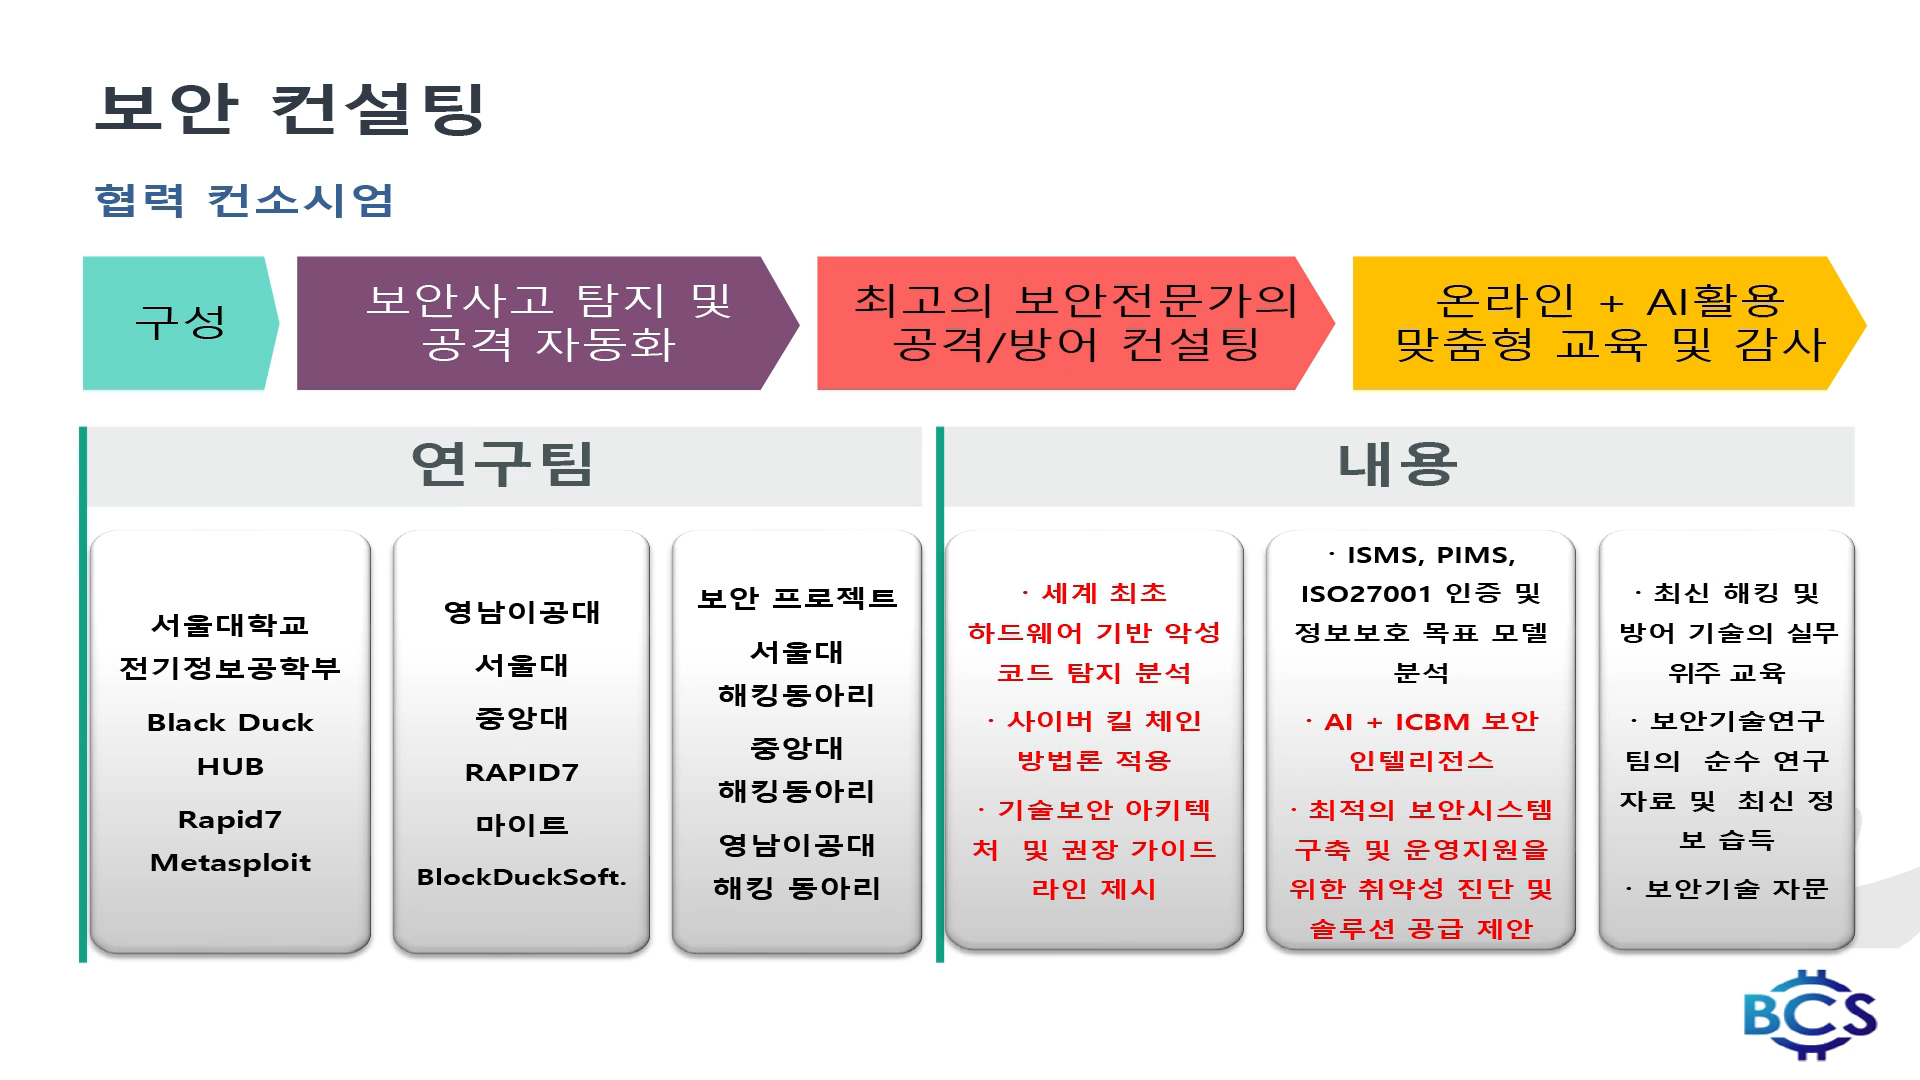 보안 컨설팅
협력 컨소시엄
구성
보안사고 탐지 및
공격 자동화
최고의 보안전문가의
공격/방어 컨설팅
온라인 + AI활용
맞춤형 교육 및 감사
연구팀
서울대학교
전기정보공학부
Black Duck
HUB
Rapid7
Metasploit
영남이공대
서울대
중앙대
RAPID7
마이트
BlockDuckSoft.
보안 프로젝트
서울대
해킹동아리
중앙대
해킹동아리
영남이공대
해킹 동아리
내용
· 세계 최초
하드웨어 기반 악성
코드 탐지 분석
· 사이버 킬 체인
방법론 적용
· 기술보안 아키텍
처 및 권장 가이드
라인 제시
· ISMS, PIMS,
ISO27001 인증 및
정보보호 목표 모델
분석
· AI + ICBM 보안
인텔리전스
· 최적의 보안시스템
구축 및 운영지원을
위한 취약성 진단 및
솔루션 공급 제안
· 최신 해킹 및
방어 기술의 실무
위주 교육
· 보안기술연구
팀의 순수 연구
자료 및 최신 정
보 습득
· 보안기술 자문
BCS